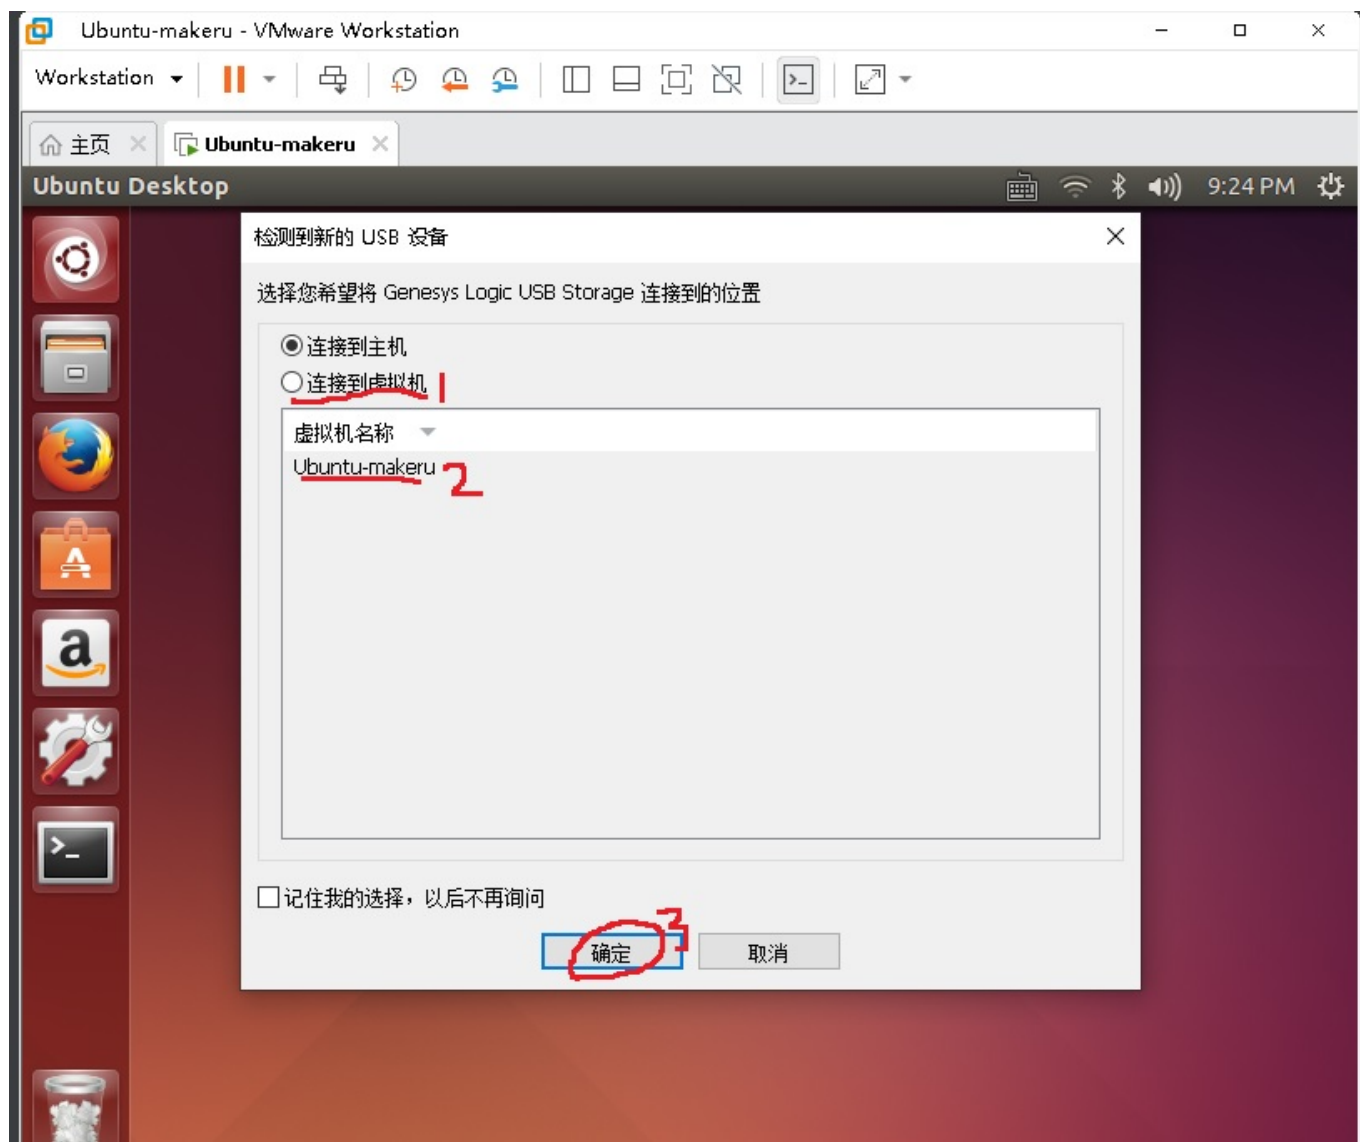 Ubuntu-makeru - VMware Workstation
Workstation
主页
Ubuntu-makeru
Ubuntu Desktop
9:24 PM
检测到新的 USB 设备
选择您希望将 Genesys Logic USB Storage 连接到的位置
连接到主机
连接到虚拟机 1
虚拟机名称
Ubuntu-makeru 2
记住我的选择，以后不再询问
3
确定 取消